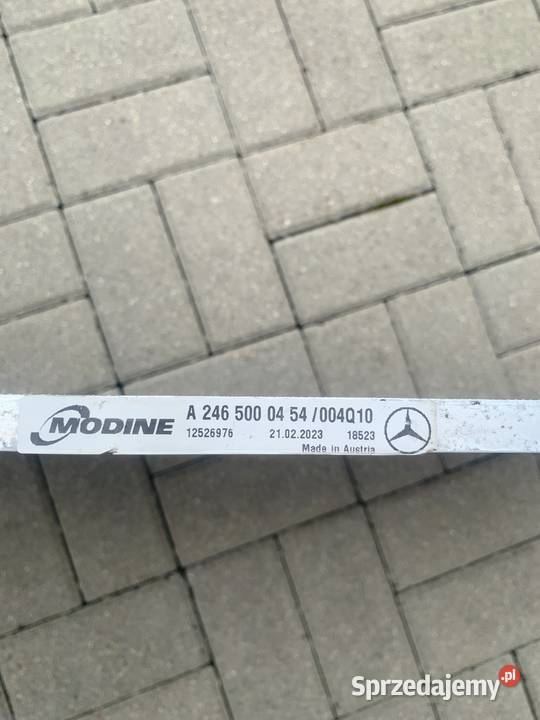 MODINE
A 246 500 04 54 /004Q10
12526976 21.02.2023 18523
Made in Austria
Sprzedajemy.pl